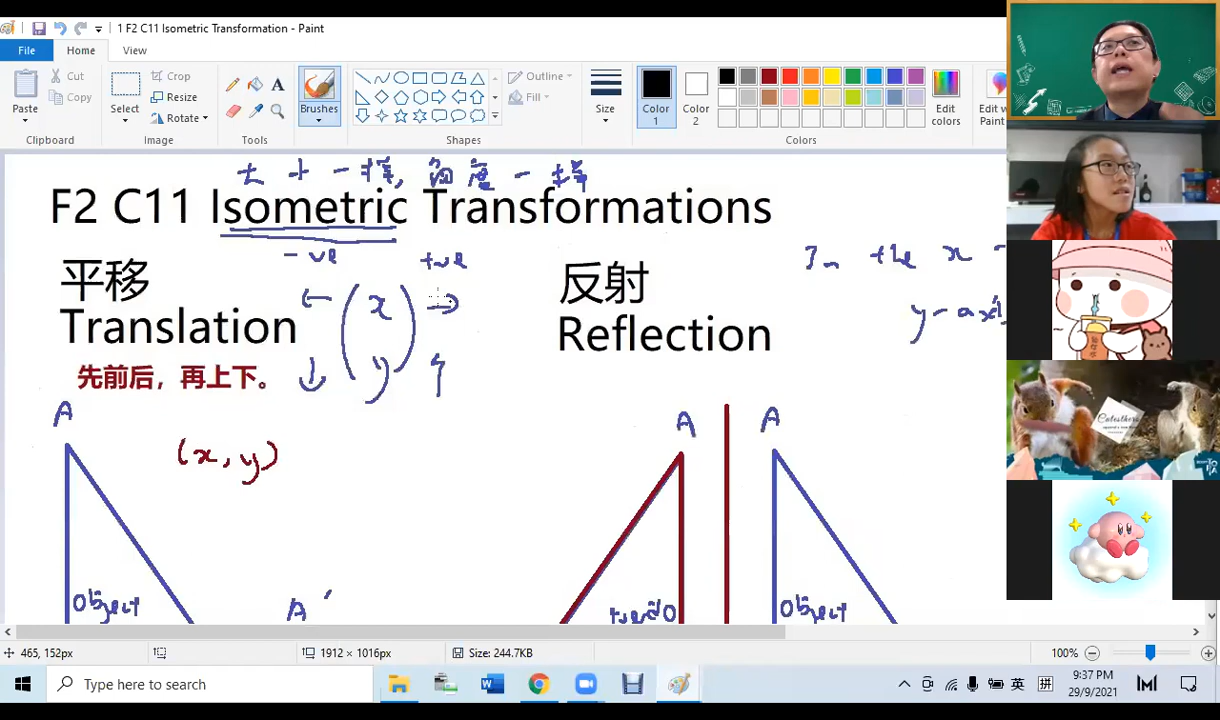 1 F2 C11 Isometric Transformation - Paint
File
Home
View
Paste
Cut
Copy
Clipboard
Select
Crop
Resize
Rotate
Image
Tools
Brushes
Shapes
Outline
Fill
Size
Color 1
Color 2
Edit colors
Colors
大小一样, 角度一样
F2 C11 Isometric Transformations
-ve
+ve
平移
Translation
← (x →
↓ y) ↑
先前后，再上下。
A
(x, y)
Object
A'
反射
Reflection
In the x -
y-axis
A
A
Object
Object
Cutesthere
465, 152px
1912 × 1016px
Size: 244.7KB
100%
Type here to search
英
拼
9:37 PM
29/9/2021